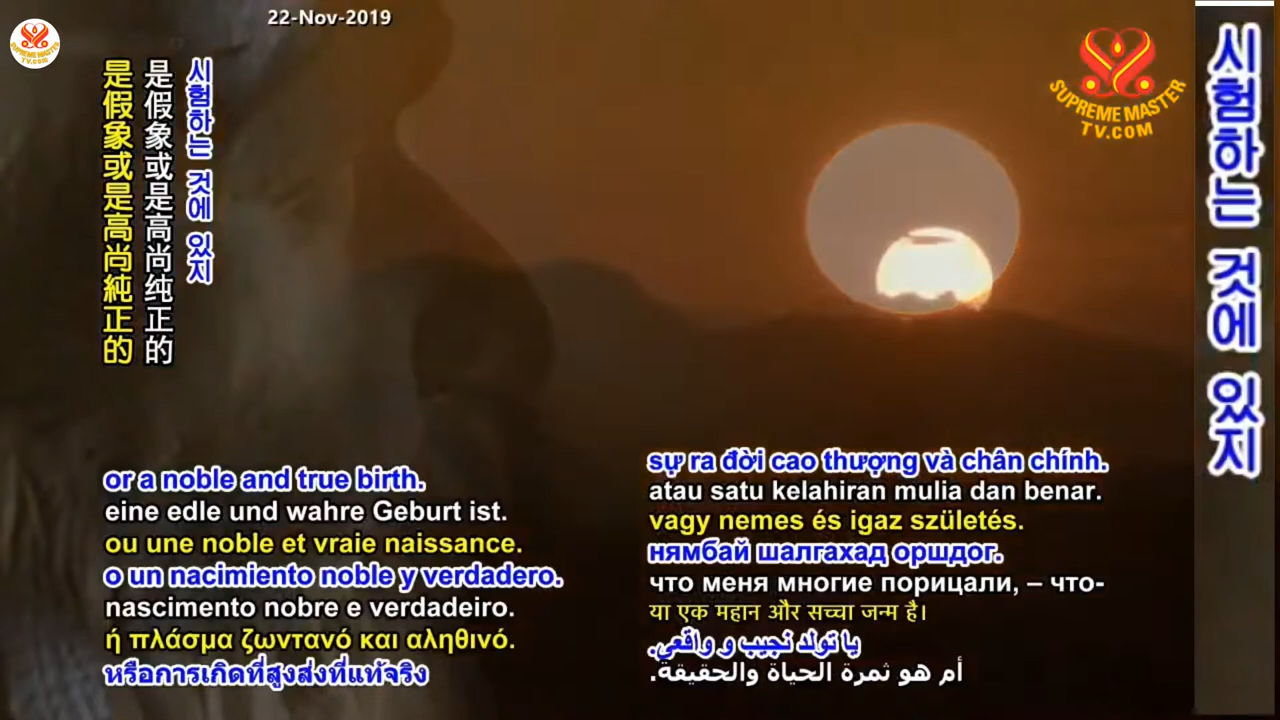 22-Nov-2019
SUPREME MASTER
TV.com
SUPREME MASTER
TV.COM
시험하는 것에 있지
是假象或是高尚纯正的
是假象或是高尚純正的
시험하는 것에 있지
or a noble and true birth.
eine edle und wahre Geburt ist.
ou une noble et vraie naissance.
o un nacimiento noble y verdadero.
nascimento nobre e verdadeiro.
ή πλάσμα ζωντανό και αληθινό.
หรือการเกิดที่สูงส่งที่แท้จริง
sự ra đời cao thượng và chân chính.
atau satu kelahiran mulia dan benar.
vagy nemes és igaz születés.
нямбай шалгахад оршдог.
что меня многие порицали, – что-
या एक महान और सच्चा जन्म है।
یا تولد نجیب و واقعی.
أم هو ثمرة الحياة والحقيقة.